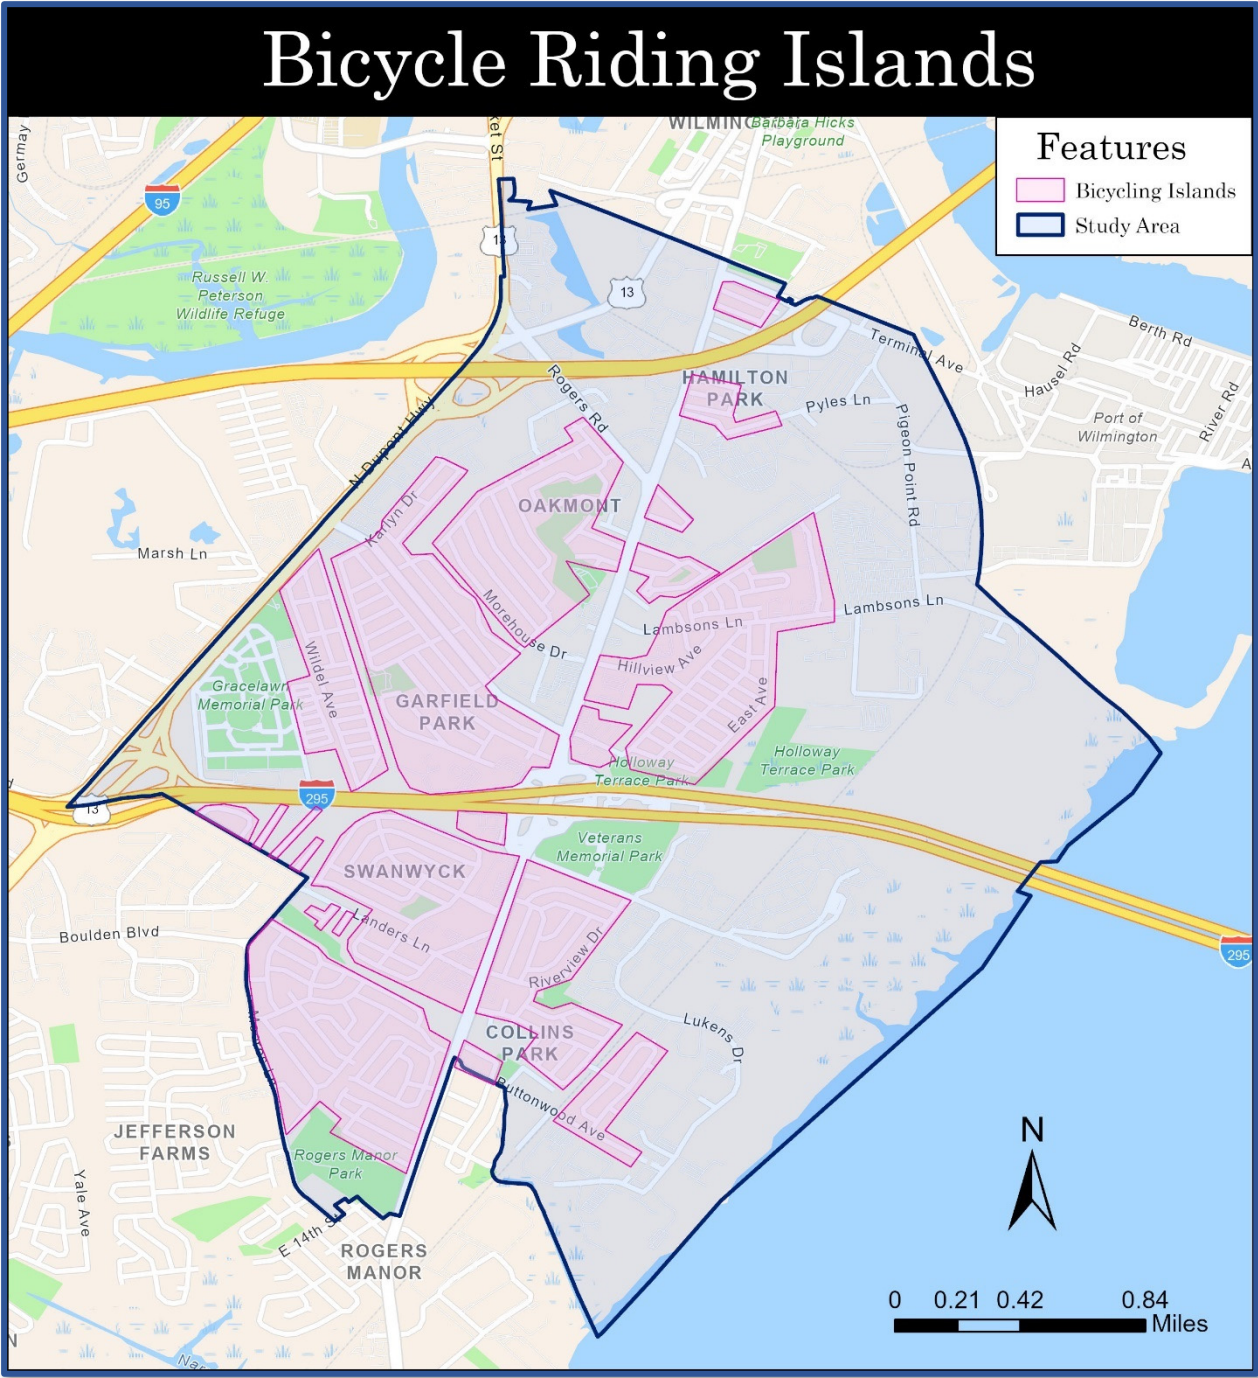 Bicycle Riding Islands
Features
Bicycling Islands
Study Area
Germay
ket St
Barbara Hicks
Playground
95
13
Russell W.
Peterson
Wildlife Refuge
13
Berth Rd
Terminal Ave
Hausel Rd
River Rd
HAMILTON
PARK
Rogers Rd
Pyles Ln
Port of
Wilmington
Pigeon Point Rd
N Dupont Hwy
Karlyn Dr
OAKMONT
Marsh Ln
Morehouse Dr
Lambsons Ln
Lambsons Ln
Wildel Ave
Hillview Ave
Gracelawn
Memorial Park
GARFIELD
PARK
East Ave
Holloway
Terrace Park
Holloway
Terrace Park
295
13
Veterans
Memorial Park
SWANWYCK
Landers Ln
Boulden Blvd
Riverview Dr
295
COLLINS
PARK
Lukens Dr
Buttonwood Ave
JEFFERSON
FARMS
Rogers Manor
Park
Yale Ave
E 14th St
ROGERS
MANOR
N
0 0.21 0.42 0.84
Miles